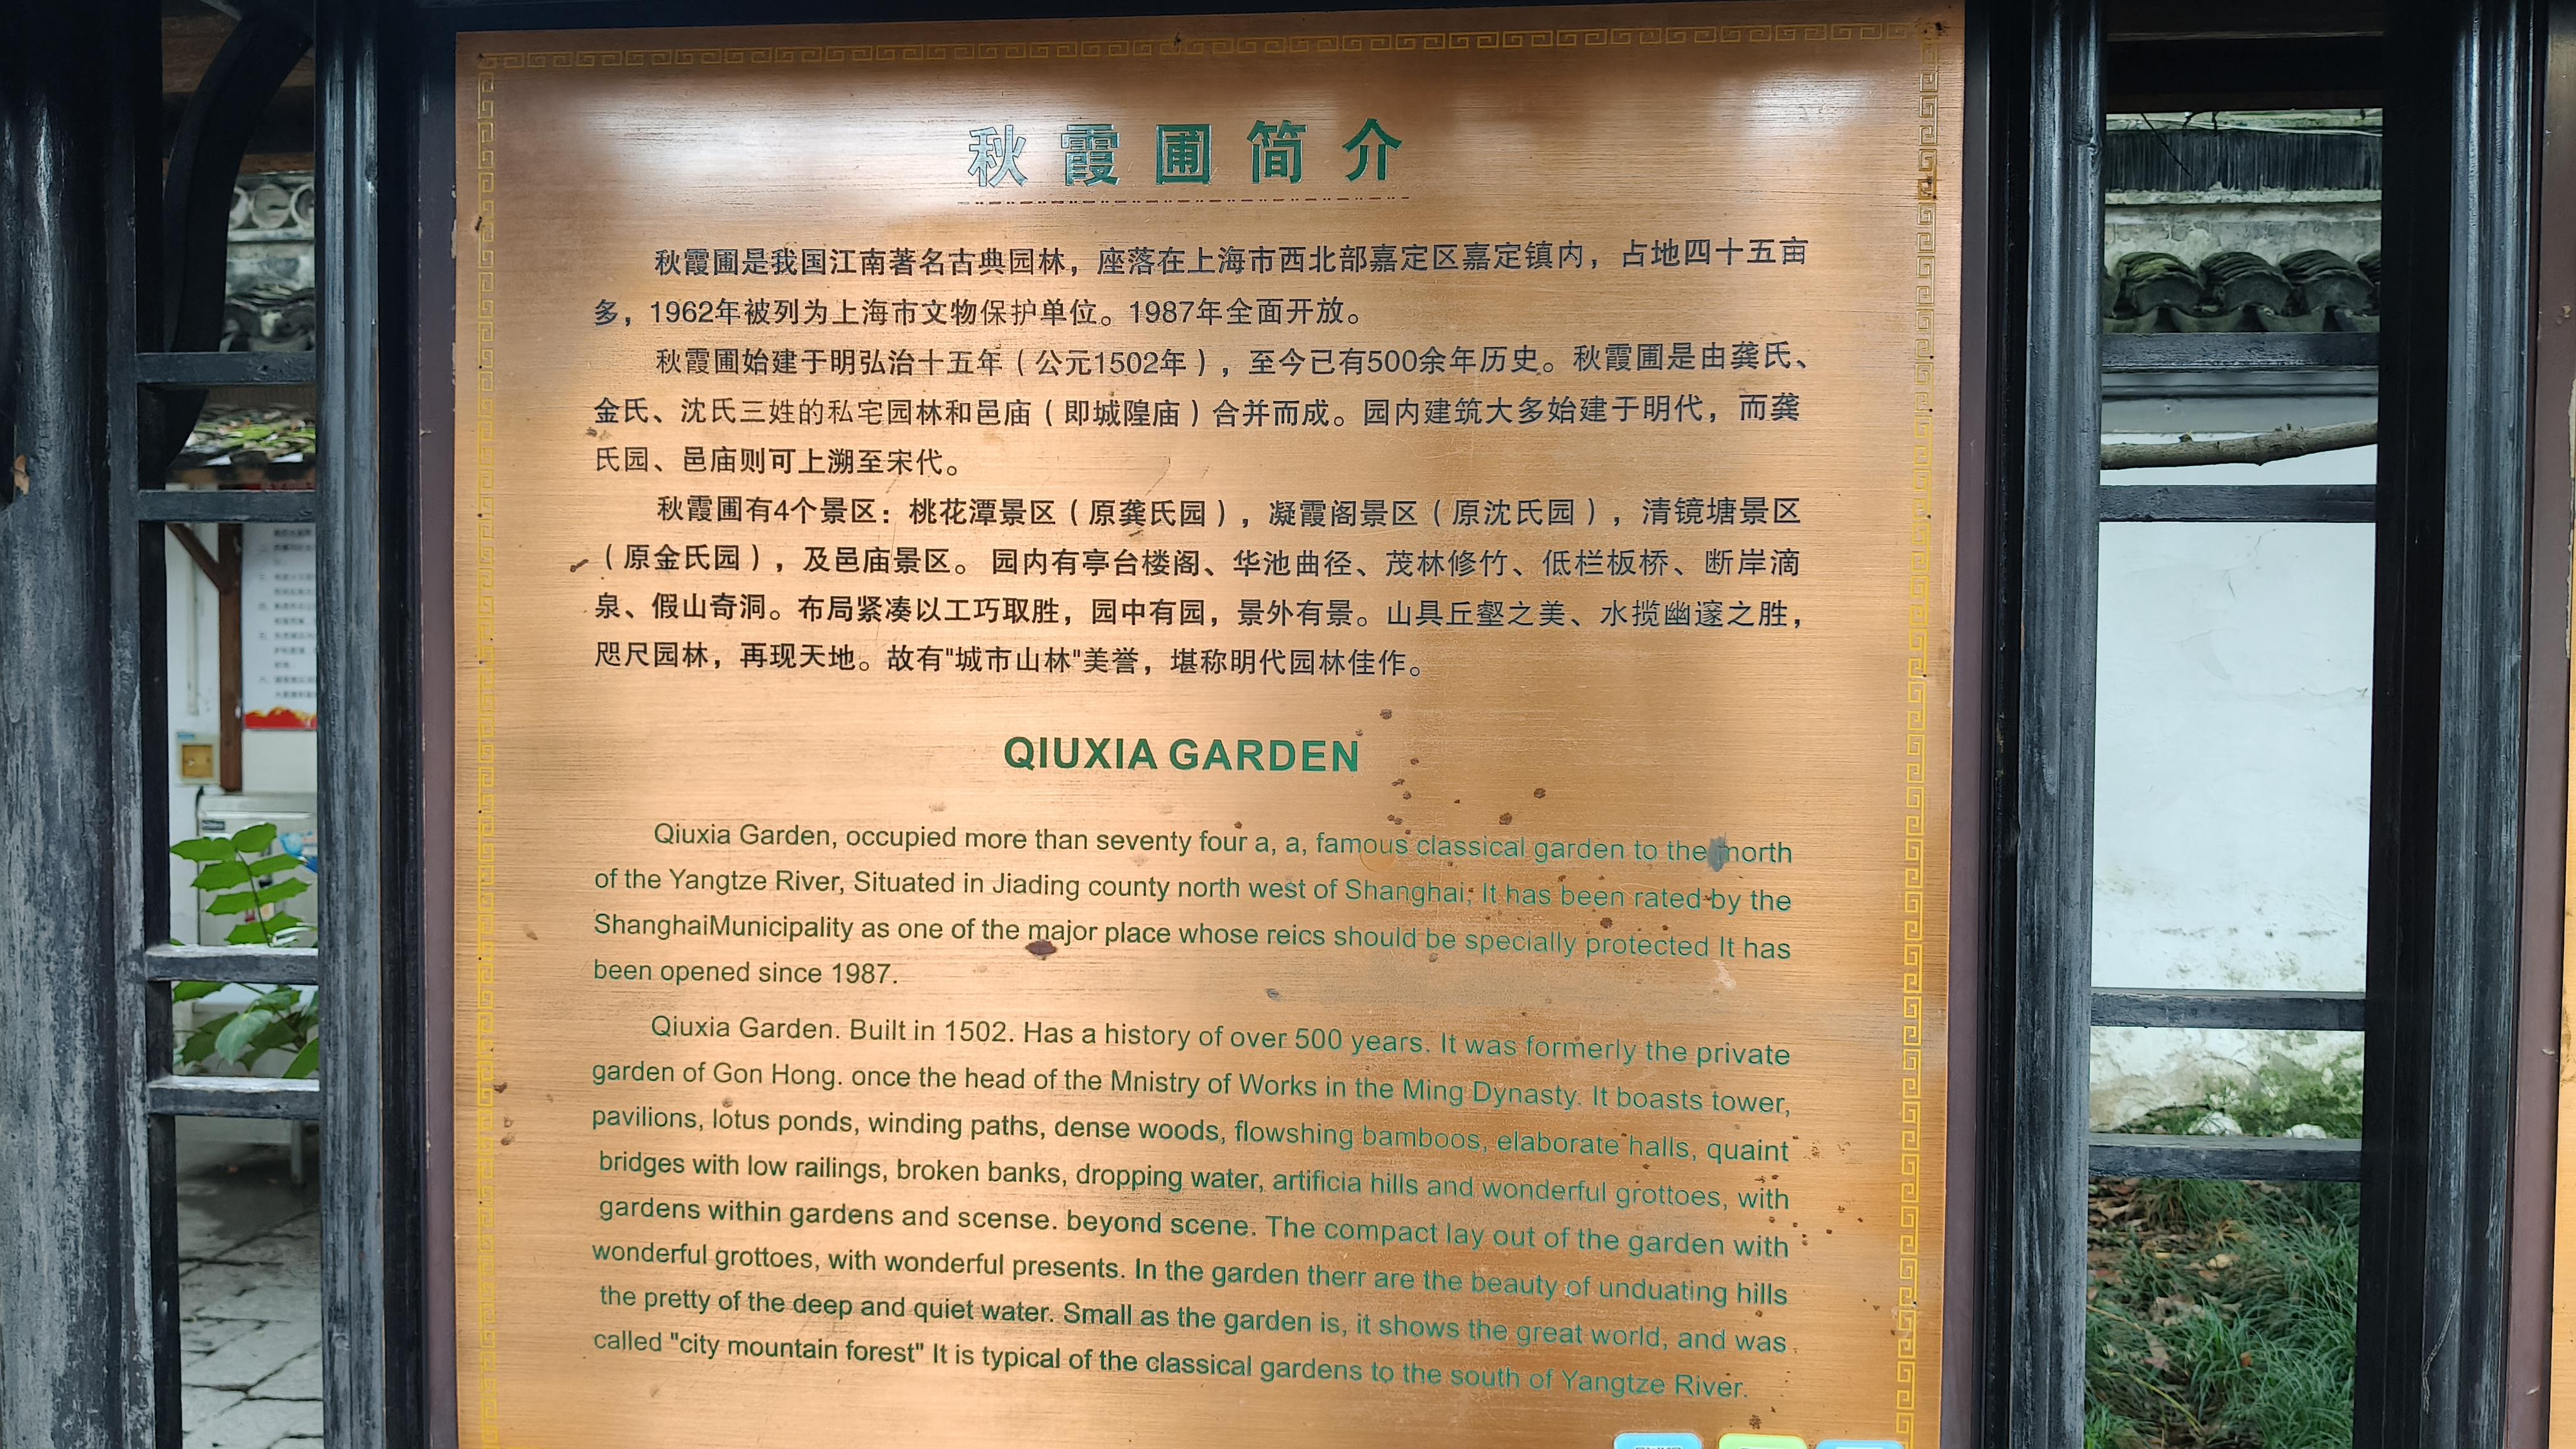 秋霞圃简介
秋霞圃是我国江南著名古典园林，座落在上海市西北部嘉定区嘉定镇内，占地四十五亩
多，1962年被列为上海市文物保护单位。1987年全面开放。
秋霞圃始建于明弘治十五年（公元1502年），至今已有500余年历史。秋霞圃是由龚氏、
金氏、沈氏三姓的私宅园林和邑庙（即城隍庙）合并而成。园内建筑大多始建于明代，而龚
氏园、邑庙则可上溯至宋代。
秋霞圃有4个景区：桃花潭景区（原龚氏园），凝霞阁景区（原沈氏园），清镜塘景区
（原金氏园），及邑庙景区。 园内有亭台楼阁、华池曲径、茂林修竹、低栏板桥、断岸滴
泉、假山奇洞。布局紧凑以工巧取胜，园中有园，景外有景。山具丘壑之美、水揽幽邃之胜，
咫尺园林，再现天地。故有"城市山林"美誉，堪称明代园林佳作。
QIUXIA GARDEN
Qiuxia Garden, occupied more than seventy four a, a, famous classical garden to the north
of the Yangtze River, Situated in Jiading county north west of Shanghai; It has been rated by the
ShanghaiMunicipality as one of the major place whose reics should be specially protected It has
been opened since 1987.
Qiuxia Garden. Built in 1502. Has a history of over 500 years. It was formerly the private
garden of Gon Hong. once the head of the Mnistry of Works in the Ming Dynasty. It boasts tower,
pavilions, lotus ponds, winding paths, dense woods, flowshing bamboos, elaborate halls, quaint
bridges with low railings, broken banks, dropping water, artificia hills and wonderful grottoes, with
gardens within gardens and scense. beyond scene. The compact lay out of the garden with
wonderful grottoes, with wonderful presents. In the garden therr are the beauty of unduating hills
the pretty of the deep and quiet water. Small as the garden is, it shows the great world, and was
called "city mountain forest" It is typical of the classical gardens to the south of Yangtze River.